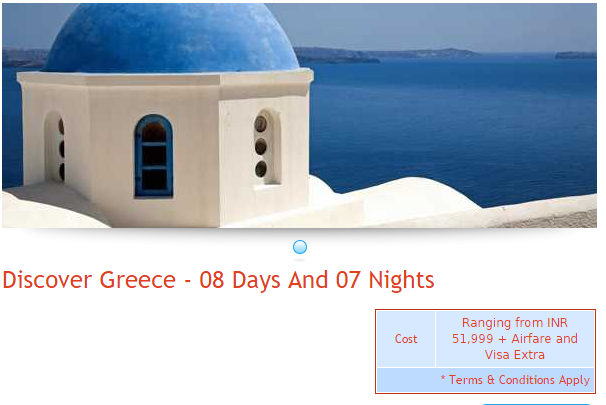 Discover Greece - 08 Days And 07 Nights
Cost
Ranging from INR
51,999 + Airfare and
Visa Extra
* Terms & Conditions Apply